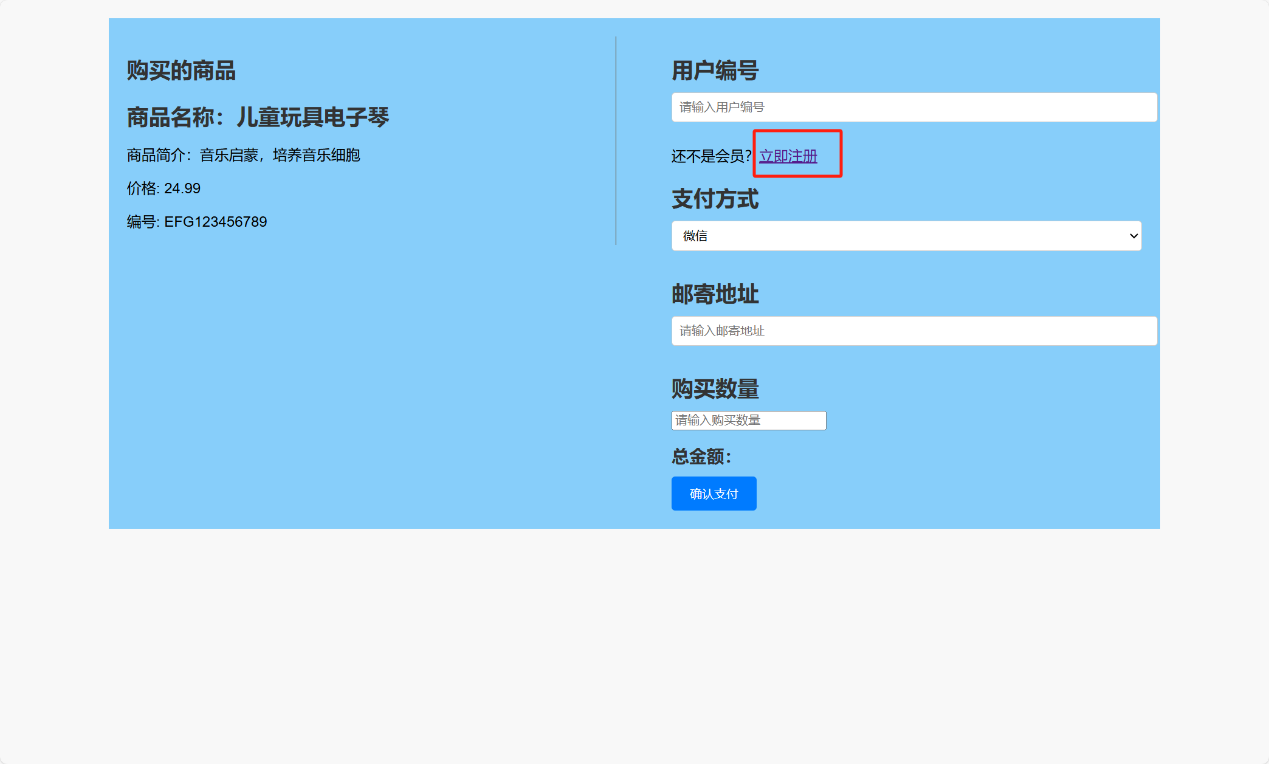 购买的商品
商品名称：儿童玩具电子琴
商品简介：音乐启蒙，培养音乐细胞
价格: 24.99
编号: EFG123456789
用户编号
请输入用户编号
还不是会员？立即注册
支付方式
微信
邮寄地址
请输入邮寄地址
购买数量
请输入购买数量
总金额：
确认支付